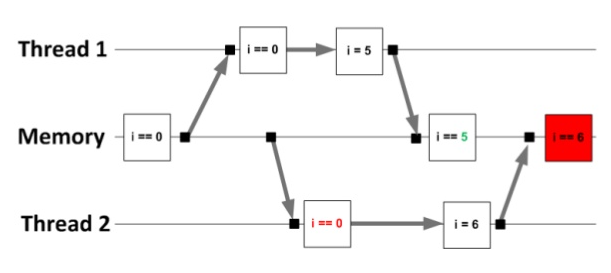 Thread 1 i == 0 i = 5
Memory i == 0 i == 5 i == 6
Thread 2 i == 0 i = 6